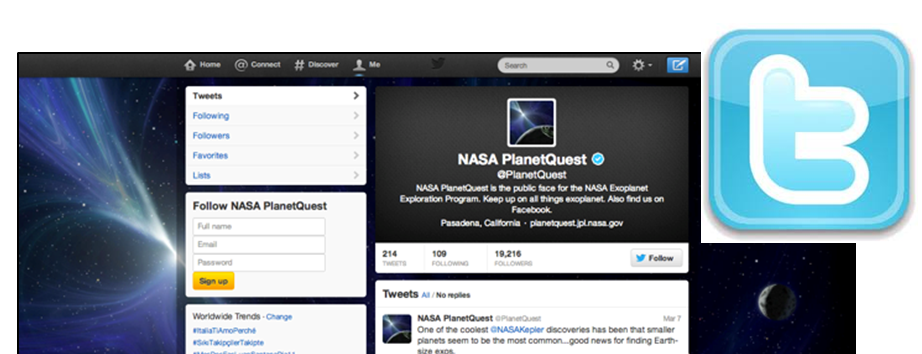 Home @ Connect # Discover Me Search
Tweets
Following
Followers
Favorites
Lists
Follow NASA PlanetQuest
Full name
Email
Password
Sign up
Worldwide Trends · Change
#ItaliaTiAmoPerché
NASA PlanetQuest
@PlanetQuest
NASA PlanetQuest is the public face for the NASA Exoplanet
Exploration Program. Keep up on all things exoplanet. Also find us on
Facebook.
Pasadena, California · planetquest.jpl.nasa.gov
214 109 19,216
TWEETS FOLLOWING FOLLOWERS
Follow
Tweets All / No replies
NASA PlanetQuest @PlanetQuest Mar 7
One of the coolest @NASAKepler discoveries has been that smaller
planets seem to be the most common...good news for finding Earth-
size exps.
t